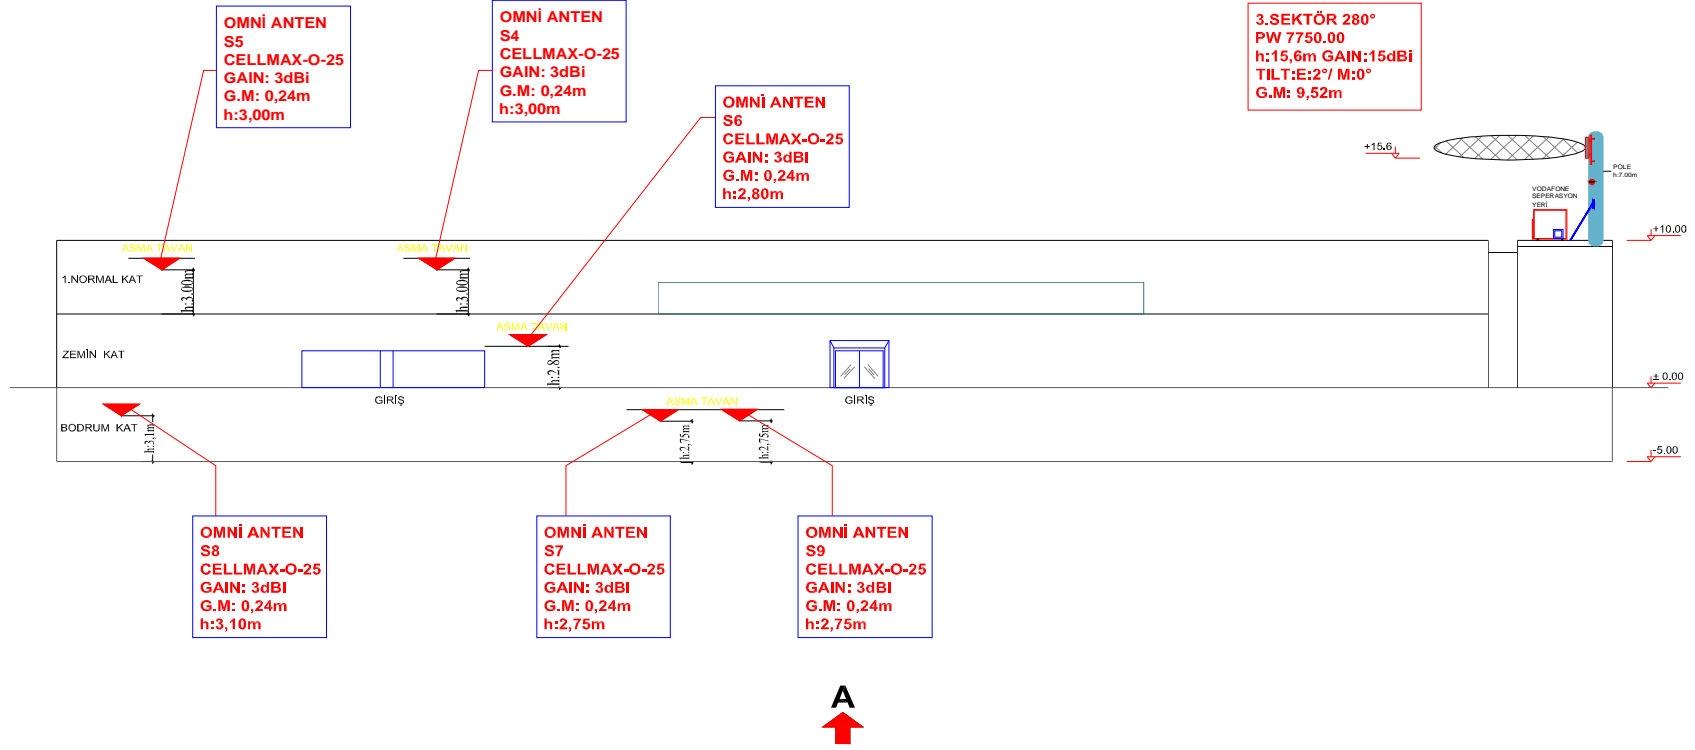 OMNİ ANTEN
S5
CELLMAX-O-25
GAIN: 3dBi
G.M: 0,24m
h:3,00m
OMNİ ANTEN
S4
CELLMAX-O-25
GAIN: 3dBi
G.M: 0,24m
h:3,00m
OMNİ ANTEN
S6
CELLMAX-O-25
GAIN: 3dBI
G.M: 0,24m
h:2,80m
3.SEKTÖR 280°
PW 7750.00
h:15,6m GAIN:15dBi
TILT:E:2°/ M:0°
G.M: 9,52m
+15.6
POLE
h:7.00m
VODAFONE
SEPERASYON
YERİ
+10.00
ASMA TAVAN
ASMA TAVAN
1.NORMAL KAT
h:3.00m
h:3.00m
ASMA TAVAN
ZEMİN KAT
h:2.8m
± 0.00
GİRİŞ
GİRİŞ
ASMA TAVAN
BODRUM KAT
h:3,1m
h:2,75m
h:2,75m
-5.00
OMNİ ANTEN
S8
CELLMAX-O-25
GAIN: 3dBI
G.M: 0,24m
h:3,10m
OMNİ ANTEN
S7
CELLMAX-O-25
GAIN: 3dBI
G.M: 0,24m
h:2,75m
OMNİ ANTEN
S9
CELLMAX-O-25
GAIN: 3dBI
G.M: 0,24m
h:2,75m
A